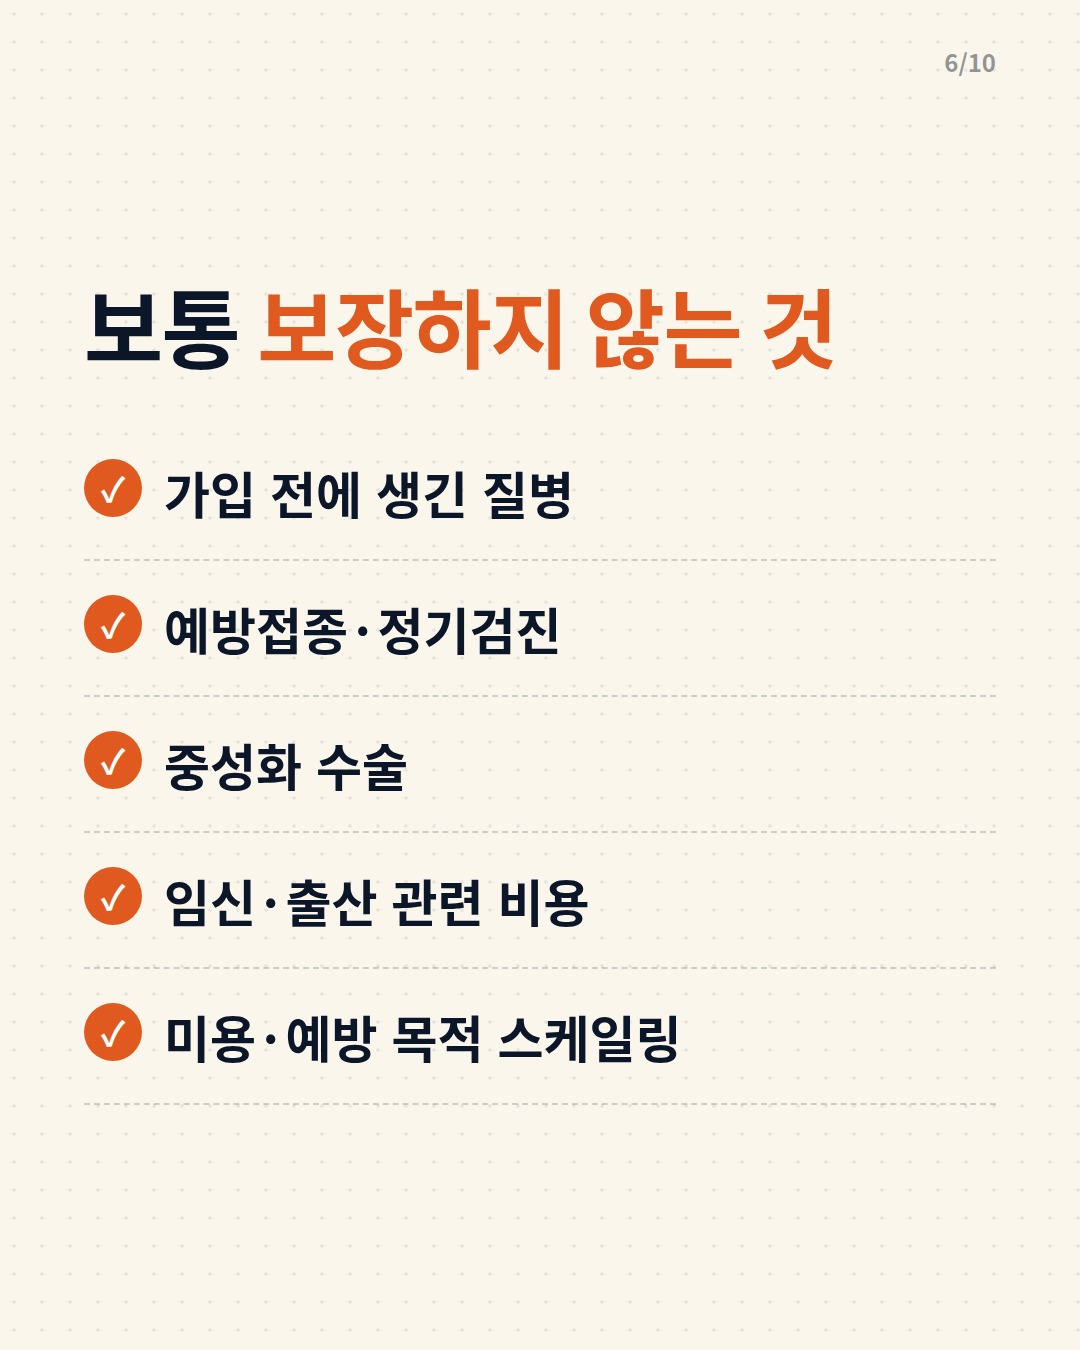 6/10
보통 보장하지 않는 것
✓ 가입 전에 생긴 질병
✓ 예방접종·정기검진
✓ 중성화 수술
✓ 임신·출산 관련 비용
✓ 미용·예방 목적 스케일링